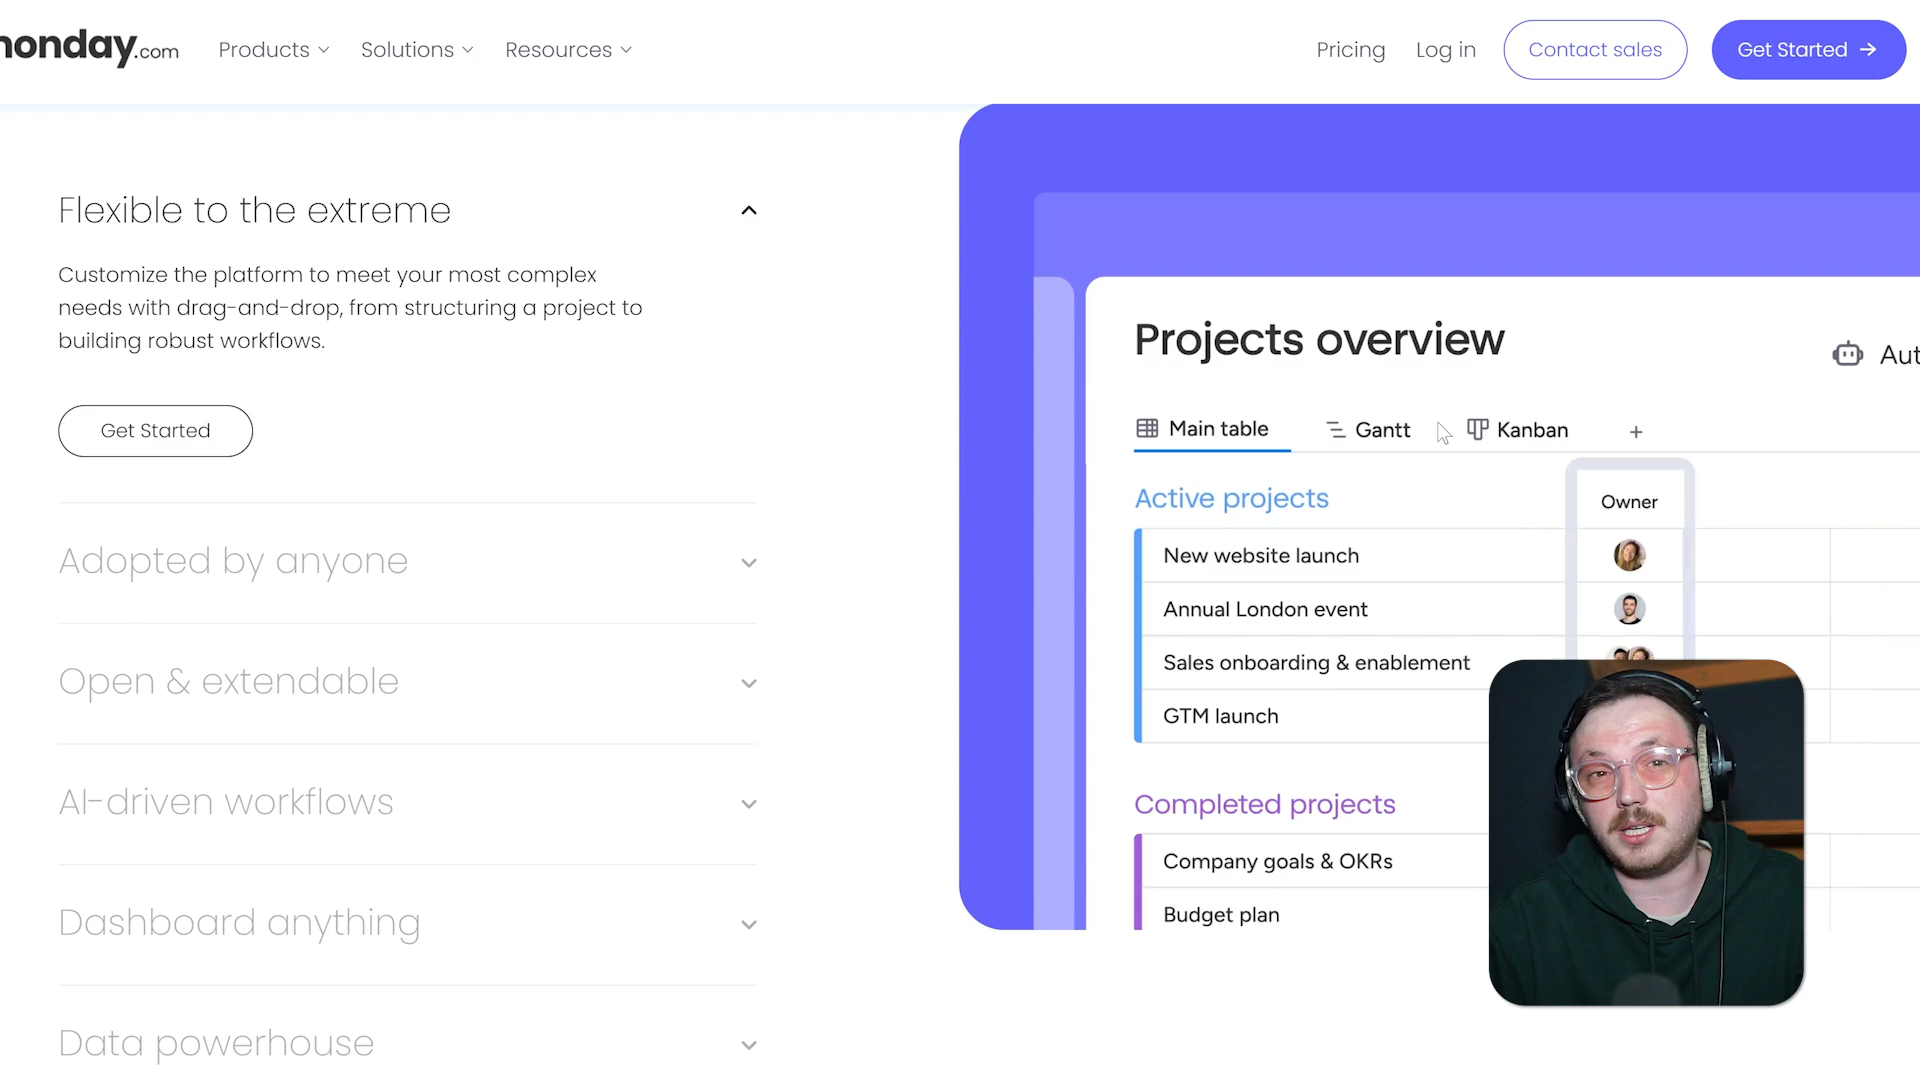 monday.com
Products
Solutions
Resources
Pricing
Log in
Contact sales
Get Started
Flexible to the extreme
Customize the platform to meet your most complex
needs with drag-and-drop, from structuring a project to
building robust workflows.
Get Started
Adopted by anyone
Open & extendable
AI-driven workflows
Dashboard anything
Data powerhouse
Projects overview
Aut
Main table
Gantt
Kanban
+
Active projects
Owner
New website launch
Annual London event
Sales onboarding & enablement
GTM launch
Completed projects
Company goals & OKRs
Budget plan